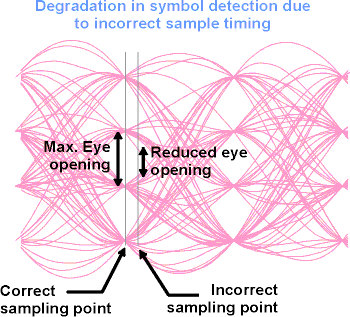 Degradation in symbol detection due
to incorrect sample timing
Max. Eye
opening
Reduced eye
opening
Correct
sampling point
Incorrect
sampling point